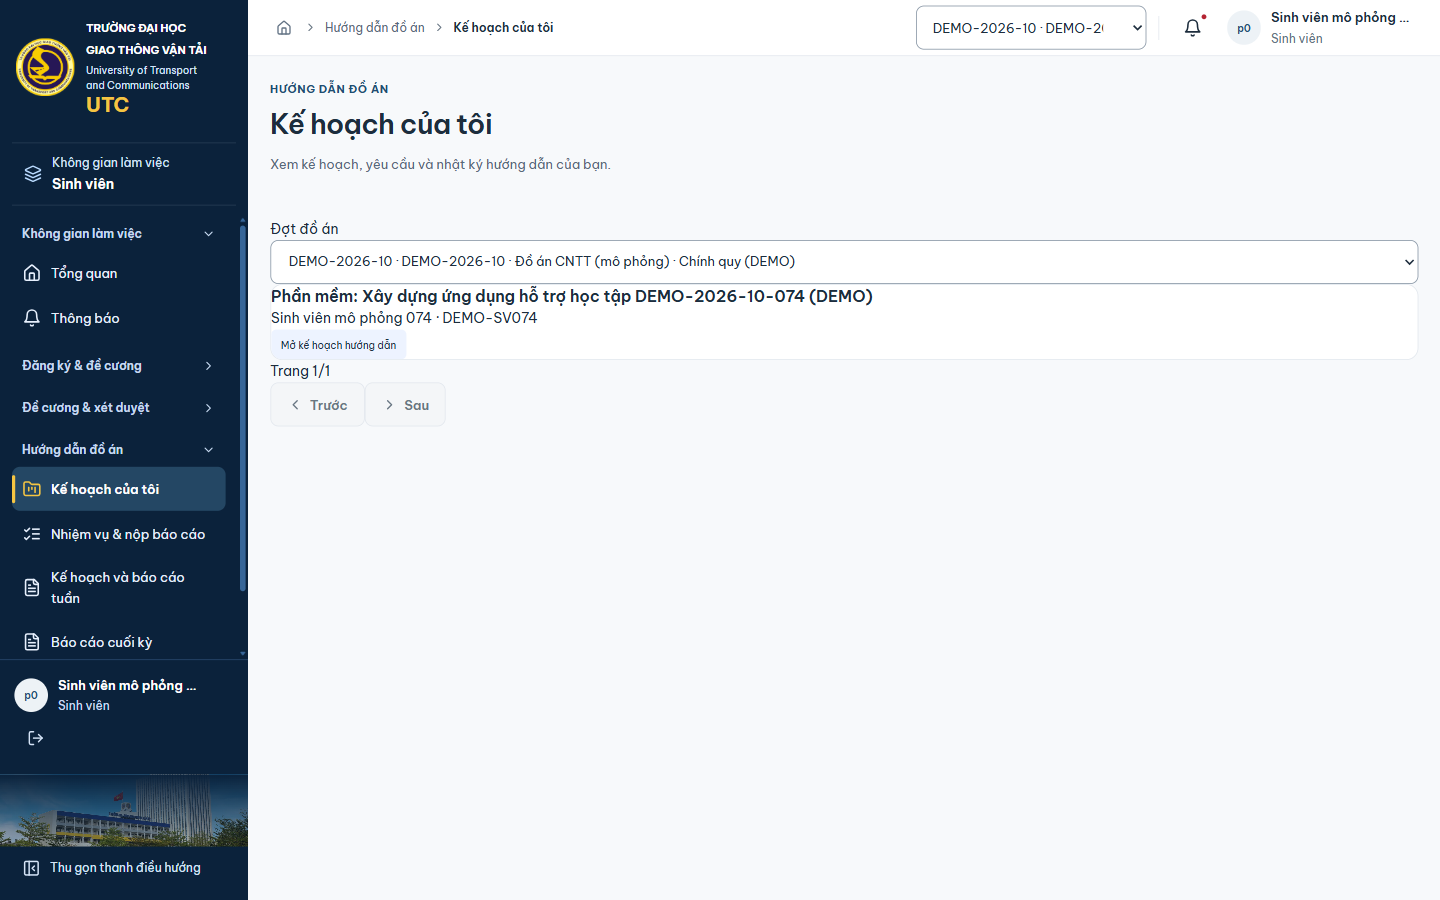 TRƯỜNG ĐẠI HỌC
GIAO THÔNG VẬN TẢI
University of Transport
and Communications
UTC
Không gian làm việc
Sinh viên
Không gian làm việc
Tổng quan
Thông báo
Đăng ký & đề cương
Đề cương & xét duyệt
Hướng dẫn đồ án
Kế hoạch của tôi
Nhiệm vụ & nộp báo cáo
Kế hoạch và báo cáo
tuần
Báo cáo cuối kỳ
p0
Sinh viên mô phỏng ...
Sinh viên
Thu gọn thanh điều hướng
Hướng dẫn đồ án
Kế hoạch của tôi
DEMO-2026-10 · DEMO-2
p0
Sinh viên mô phỏng ...
Sinh viên
HƯỚNG DẪN ĐỒ ÁN
Kế hoạch của tôi
Xem kế hoạch, yêu cầu và nhật ký hướng dẫn của bạn.
Đợt đồ án
DEMO-2026-10 · DEMO-2026-10 · Đồ án CNTT (mô phỏng) · Chính quy (DEMO)
Phần mềm: Xây dựng ứng dụng hỗ trợ học tập DEMO-2026-10-074 (DEMO)
Sinh viên mô phỏng 074 · DEMO-SV074
Mở kế hoạch hướng dẫn
Trang 1/1
Trước
Sau